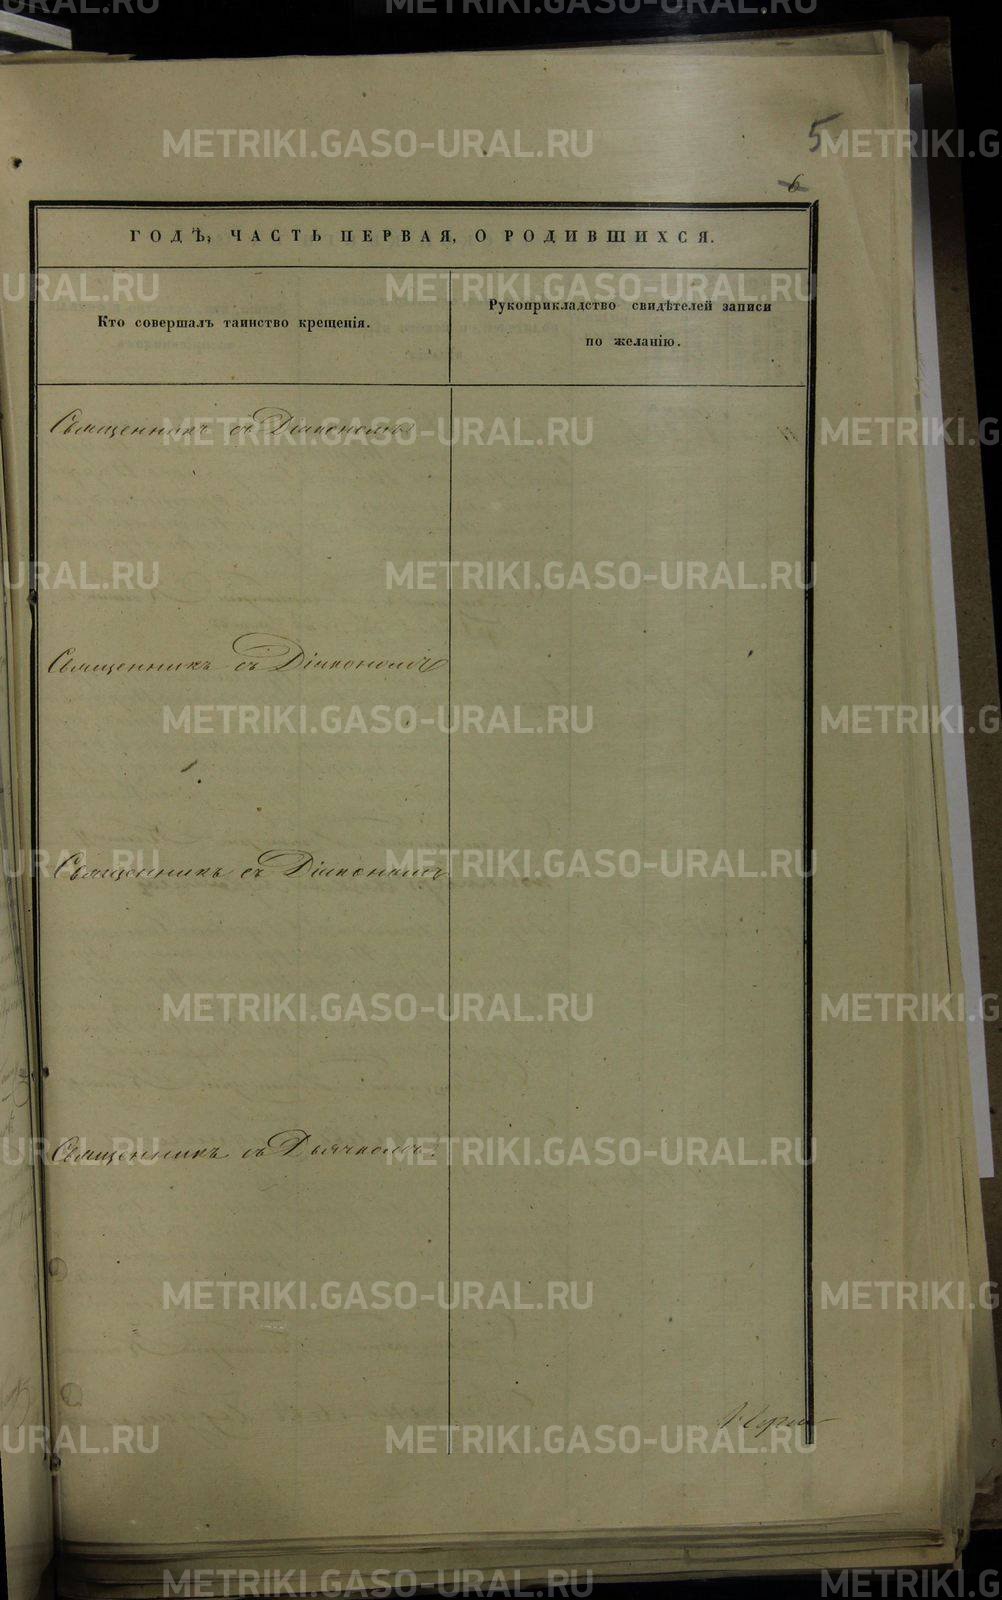 5
6
ГОДѢ, ЧАСТЬ ПЕРВАЯ, О РОДИВШИХСЯ.
Кто совершалъ таинство крещенія.
Рукоприкладство свидѣтелей записи
по желанію.
Священникъ съ Діакономъ
Священникъ съ Діакономъ
Священникъ съ Діакономъ
Священникъ съ Дьячкомъ.
METRIKI.GASO-URAL.RU